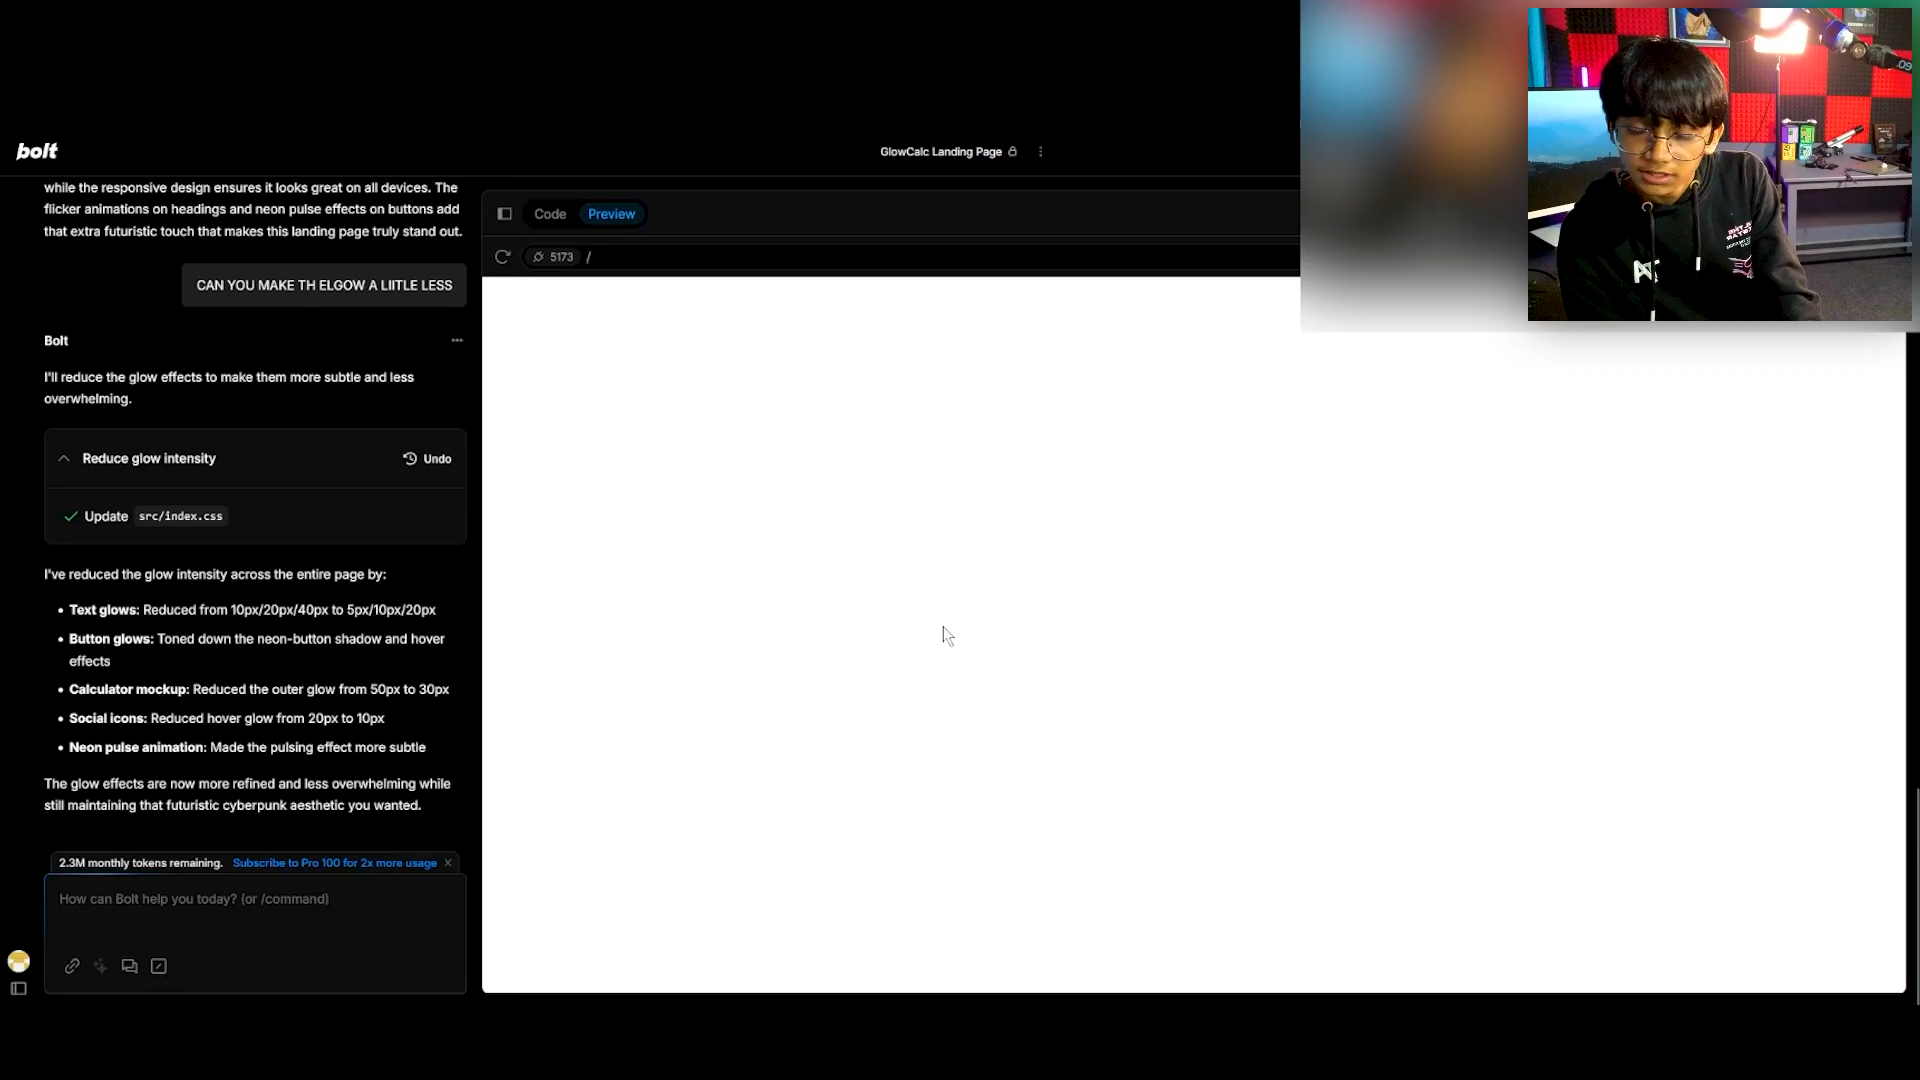 bolt
GlowCalc Landing Page
while the responsive design ensures it looks great on all devices. The
flicker animations on headings and neon pulse effects on buttons add
that extra futuristic touch that makes this landing page truly stand out.
CAN YOU MAKE TH ELGOW A LIITLE LESS
Bolt
I'll reduce the glow effects to make them more subtle and less
overwhelming.
Reduce glow intensity
Undo
Update src/index.css
I've reduced the glow intensity across the entire page by:
• Text glows: Reduced from 10px/20px/40px to 5px/10px/20px
• Button glows: Toned down the neon-button shadow and hover
effects
• Calculator mockup: Reduced the outer glow from 50px to 30px
• Social icons: Reduced hover glow from 20px to 10px
• Neon pulse animation: Made the pulsing effect more subtle
The glow effects are now more refined and less overwhelming while
still maintaining that futuristic cyberpunk aesthetic you wanted.
2.3M monthly tokens remaining. Subscribe to Pro 100 for 2x more usage
How can Bolt help you today? (or /command)
Code Preview
5173 /